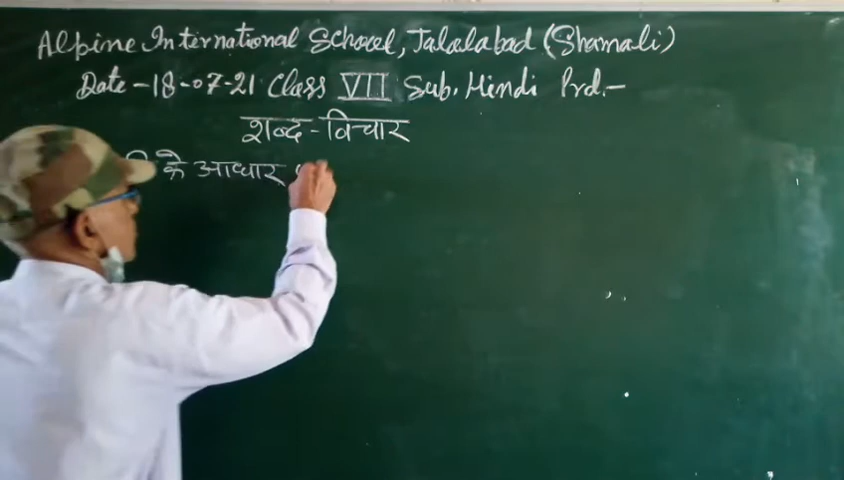 Alpine International School, Jalalabad (Shamali)
Date - 18-07-21 Class VII Sub. Hindi Prd.-
शब्द - विचार
के आधार